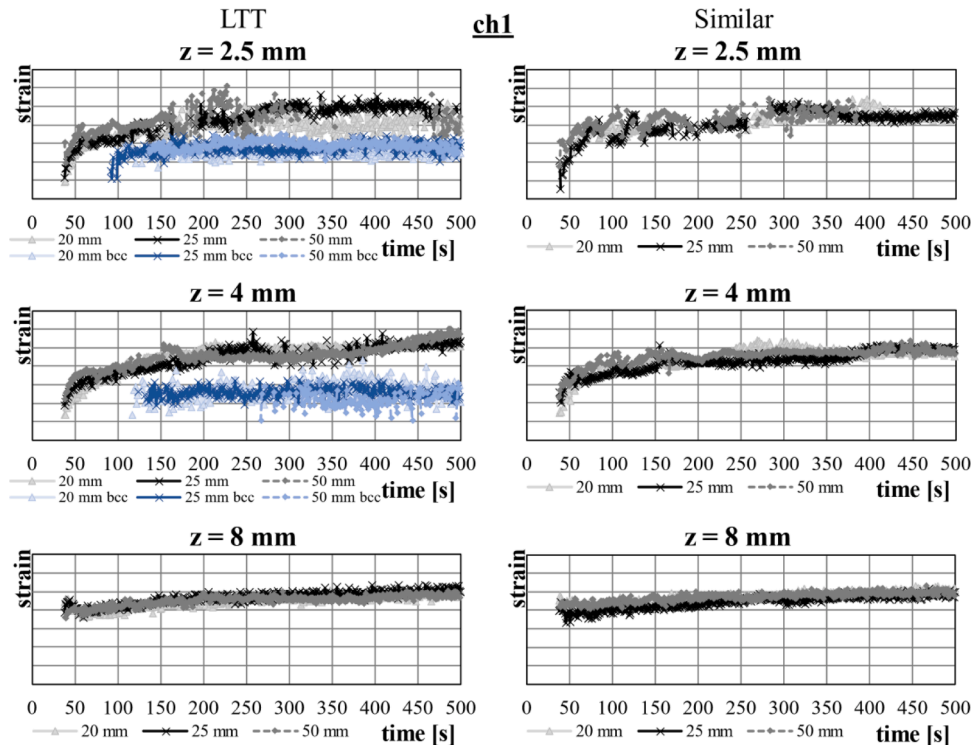 LTT
ch1
Similar
z = 2.5 mm
z = 2.5 mm
strain
0 50 100 150 200 250 300 350 400 450 500
20 mm 25 mm 50 mm
20 mm bcc 25 mm bcc 50 mm bcc
time [s]
strain
0 50 100 150 200 250 300 350 400 450 500
20 mm 25 mm 50 mm
time [s]
z = 4 mm
z = 4 mm
strain
0 50 100 150 200 250 300 350 400 450 500
20 mm 25 mm 50 mm
20 mm bcc 25 mm bcc 50 mm bcc
time [s]
strain
0 50 100 150 200 250 300 350 400 450 500
20 mm 25 mm 50 mm
time [s]
z = 8 mm
z = 8 mm
strain
0 50 100 150 200 250 300 350 400 450 500
20 mm 25 mm 50 mm
time [s]
strain
0 50 100 150 200 250 300 350 400 450 500
20 mm 25 mm 50 mm
time [s]